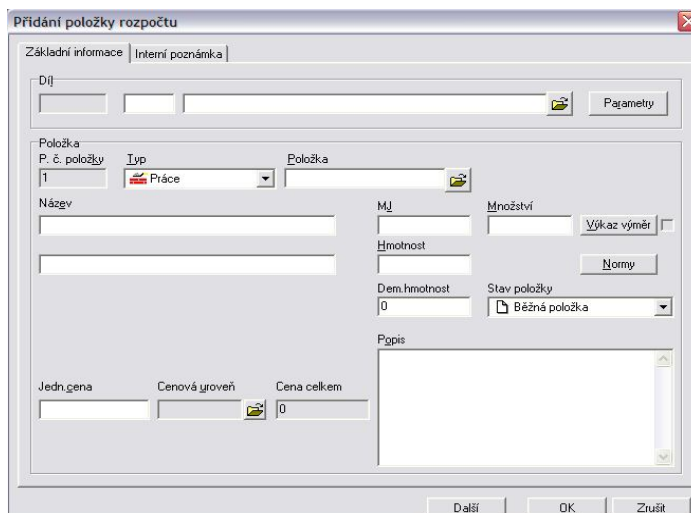 Přidání položky rozpočtu
Základní informace
Interní poznámka
Díl
Parametry
Položka
P. č. položky
Typ
Položka
1
Práce
Název
MJ
Množství
Výkaz výměr
Hmotnost
Normy
Dem.hmotnost
Stav položky
0
Běžná položka
Popis
Jedn.cena
Cenová uroveň
Cena celkem
0
Další
OK
Zrušit